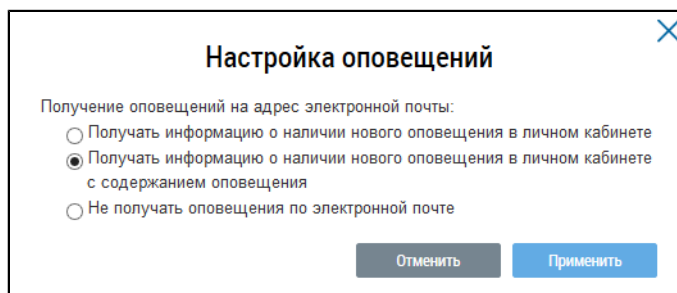 Настройка оповещений
Получение оповещений на адрес электронной почты:
Получать информацию о наличии нового оповещения в личном кабинете
Получать информацию о наличии нового оповещения в личном кабинете
с содержанием оповещения
Не получать оповещения по электронной почте
Отменить
Применить